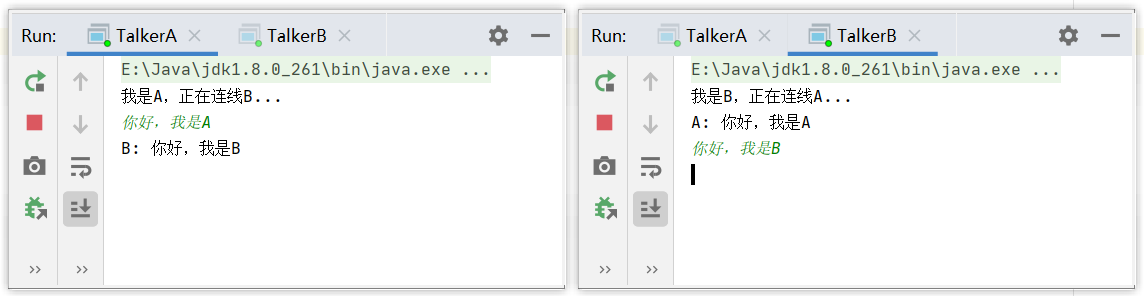 Run: TalkerA TalkerB
E:\Java\jdk1.8.0_261\bin\java.exe ...
我是A，正在连线B...
你好，我是A
B: 你好，我是B
Run: TalkerA TalkerB
E:\Java\jdk1.8.0_261\bin\java.exe ...
我是B，正在连线A...
A: 你好，我是A
你好，我是B